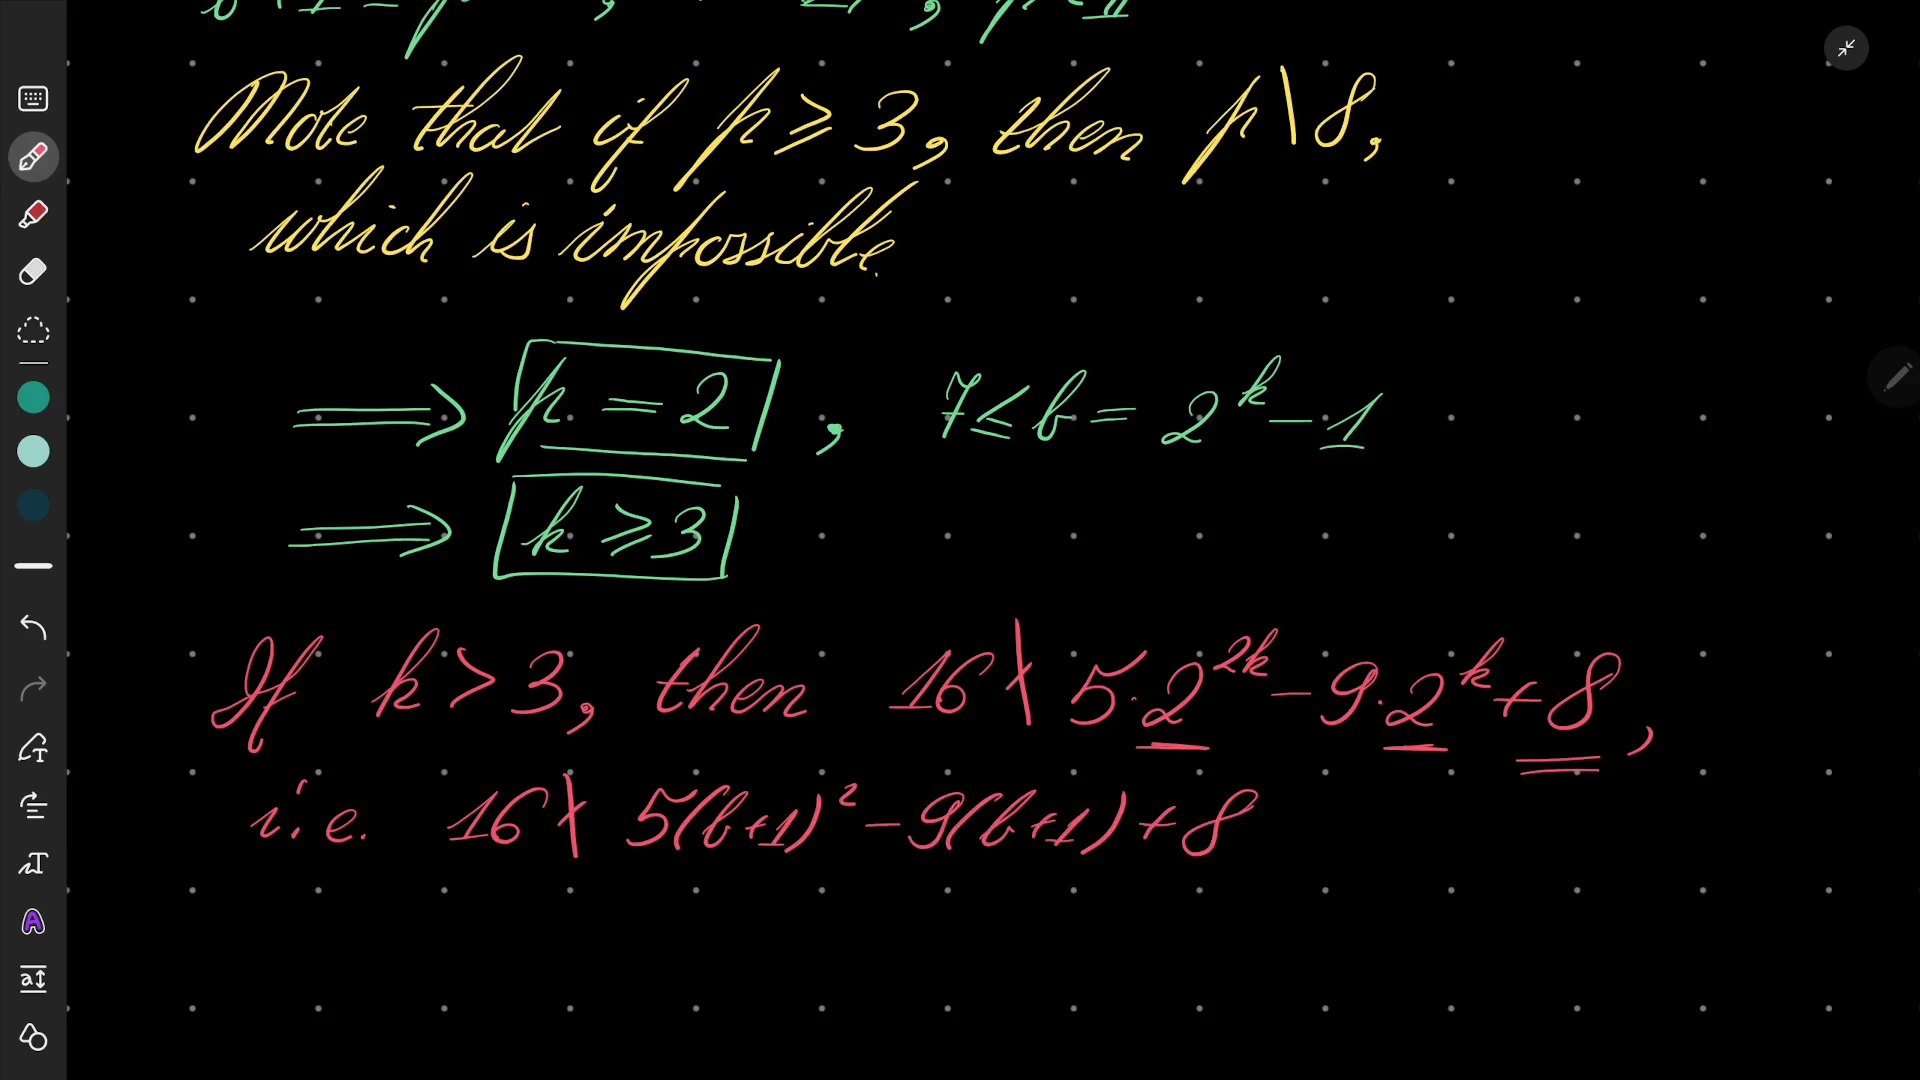 Note that if p ⩾ 3, then p \ 8,
which is impossible.
⟹ p = 2, 7 ≤ b = 2^k - 1
⟹ k ⩾ 3
If k > 3, then 16 ∤ 5·2^{2k} - 9·2^k + 8,
i.e. 16 ∤ 5(b+1)² - 9(b+1) + 8